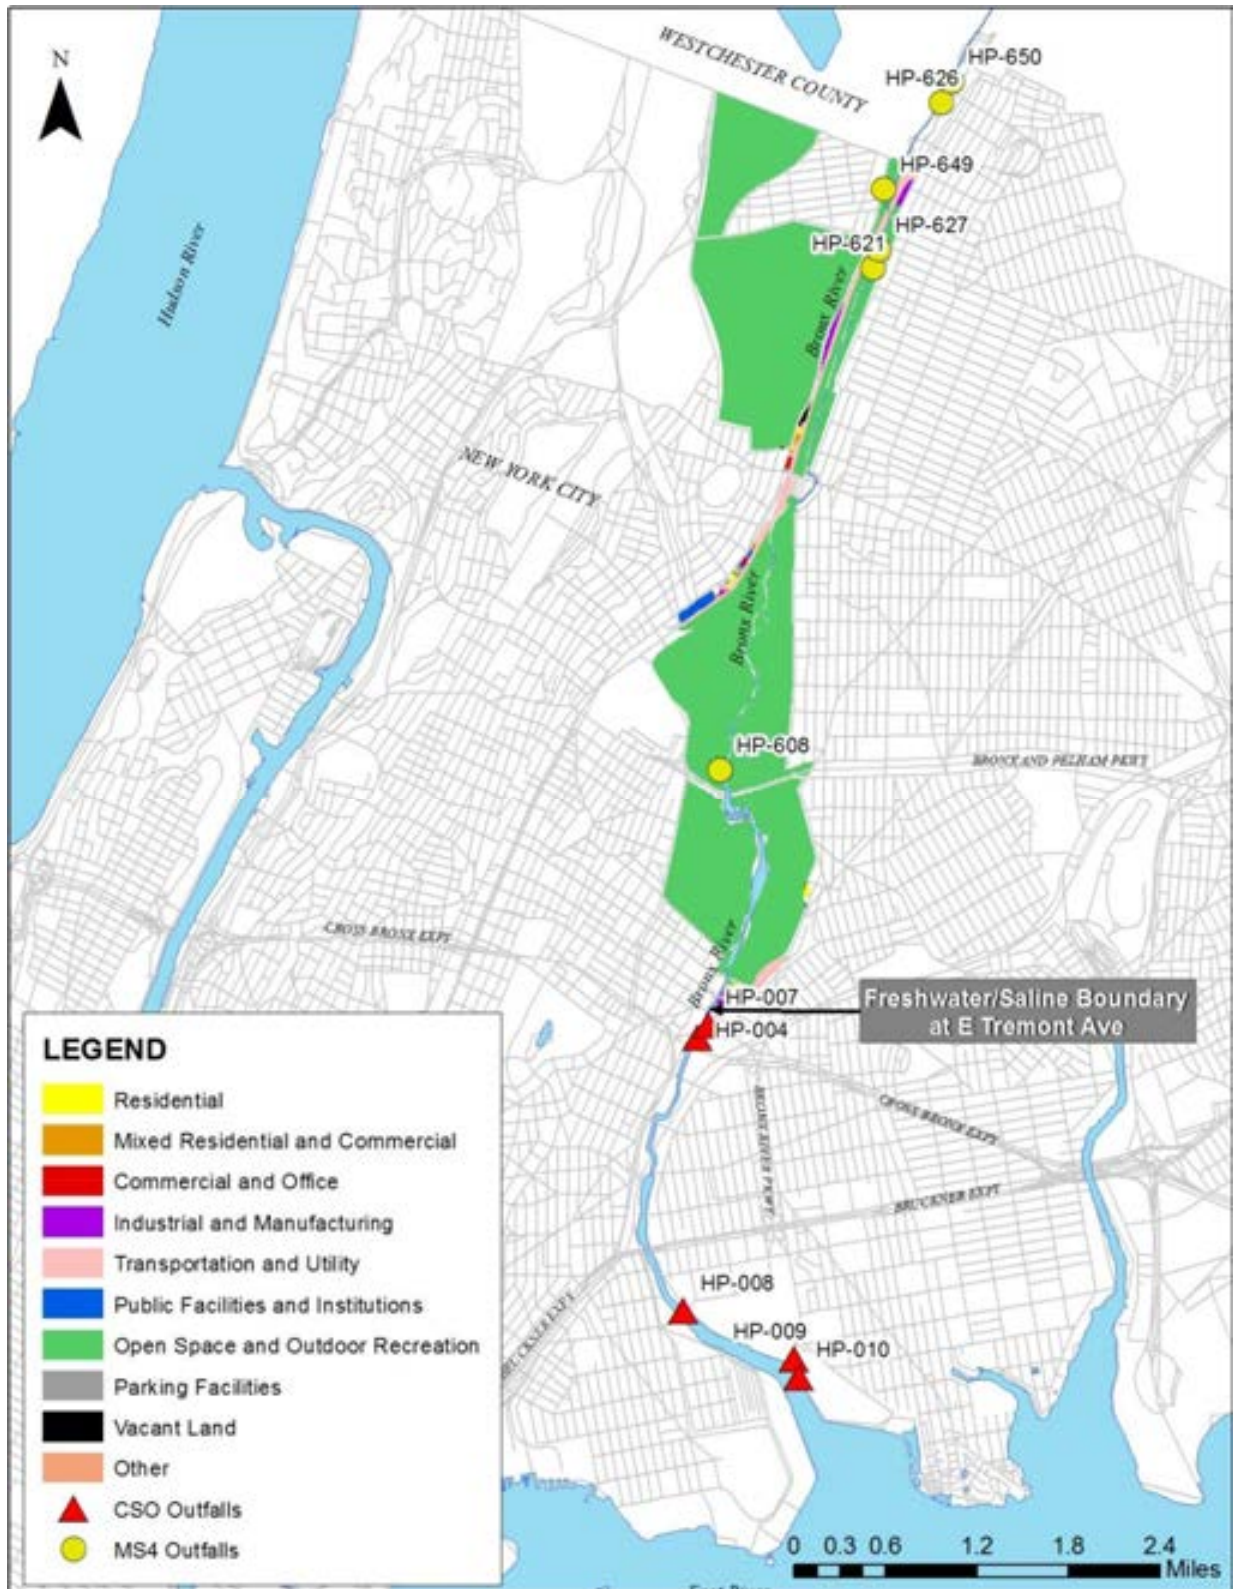 WESTCHESTER COUNTY
HP-650
HP-626
N
HP-649
HP-627
HP-621
Hudson River
Bronx River
NEW YORK CITY
Bronx River
HP-608
BRONX AND PELHAM PKWY
CROSS BRONX EXPY
Bronx River
HP-007
Freshwater/Saline Boundary
at E Tremont Ave
HP-004
CROSS BRONX EXPY
BRONX RIVER PKWY
BRUCKNER EXPY
HP-008
HP-009
HP-010
BRUCKNER EXPY
LEGEND
Residential
Mixed Residential and Commercial
Commercial and Office
Industrial and Manufacturing
Transportation and Utility
Public Facilities and Institutions
Open Space and Outdoor Recreation
Parking Facilities
Vacant Land
Other
CSO Outfalls
MS4 Outfalls
0 0.3 0.6 1.2 1.8 2.4
Miles
East River